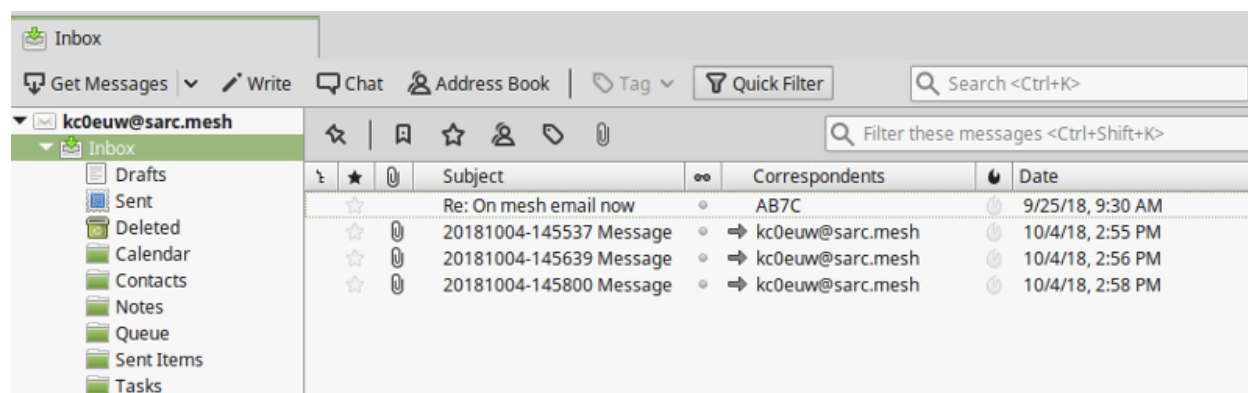 Inbox
Get Messages Write Chat Address Book Tag Quick Filter Search <Ctrl+K>
kc0euw@sarc.mesh
Inbox
Drafts
Sent
Deleted
Calendar
Contacts
Notes
Queue
Sent Items
Tasks
Filter these messages <Ctrl+Shift+K>
Subject Correspondents Date
Re: On mesh email now AB7C 9/25/18, 9:30 AM
20181004-145537 Message kc0euw@sarc.mesh 10/4/18, 2:55 PM
20181004-145639 Message kc0euw@sarc.mesh 10/4/18, 2:56 PM
20181004-145800 Message kc0euw@sarc.mesh 10/4/18, 2:58 PM